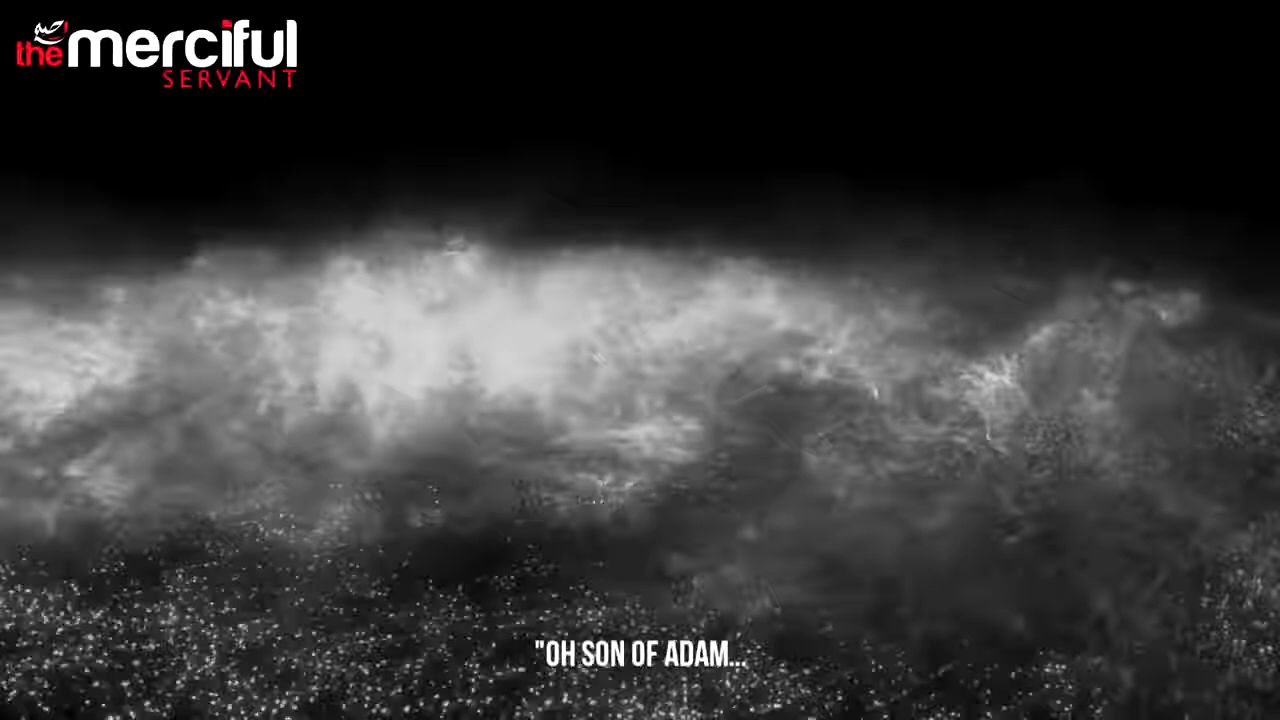 the merciful
SERVANT
"OH SON OF ADAM...